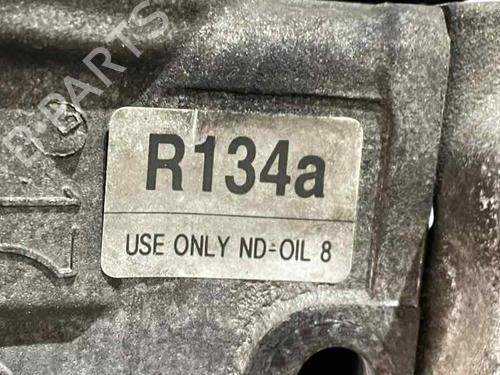 B-PARTS
R134a
USE ONLY ND-OIL 8